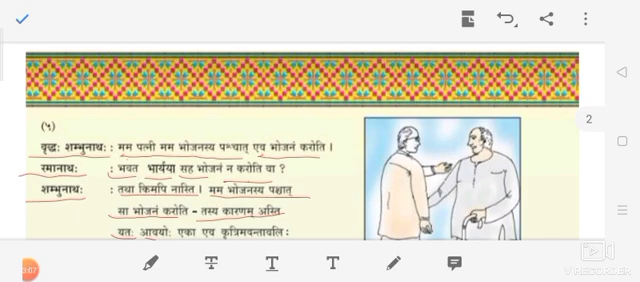 2
(५)
वृद्धः शम्भुनाथः : मम पत्नी मम भोजनस्य पश्चात् एव भोजनं करोति ।
रमानाथः : भवत भार्यया सह भोजनं न करोति वा ?
शम्भुनाथः : तथा किमपि नास्ति । मम भोजनस्य पश्चात्
सा भोजनं करोति - तस्य कारणम् अस्ति
यतः आवयोः एका एव कृत्रिमदन्तावलिः
T T T
3:07
V RECORDER